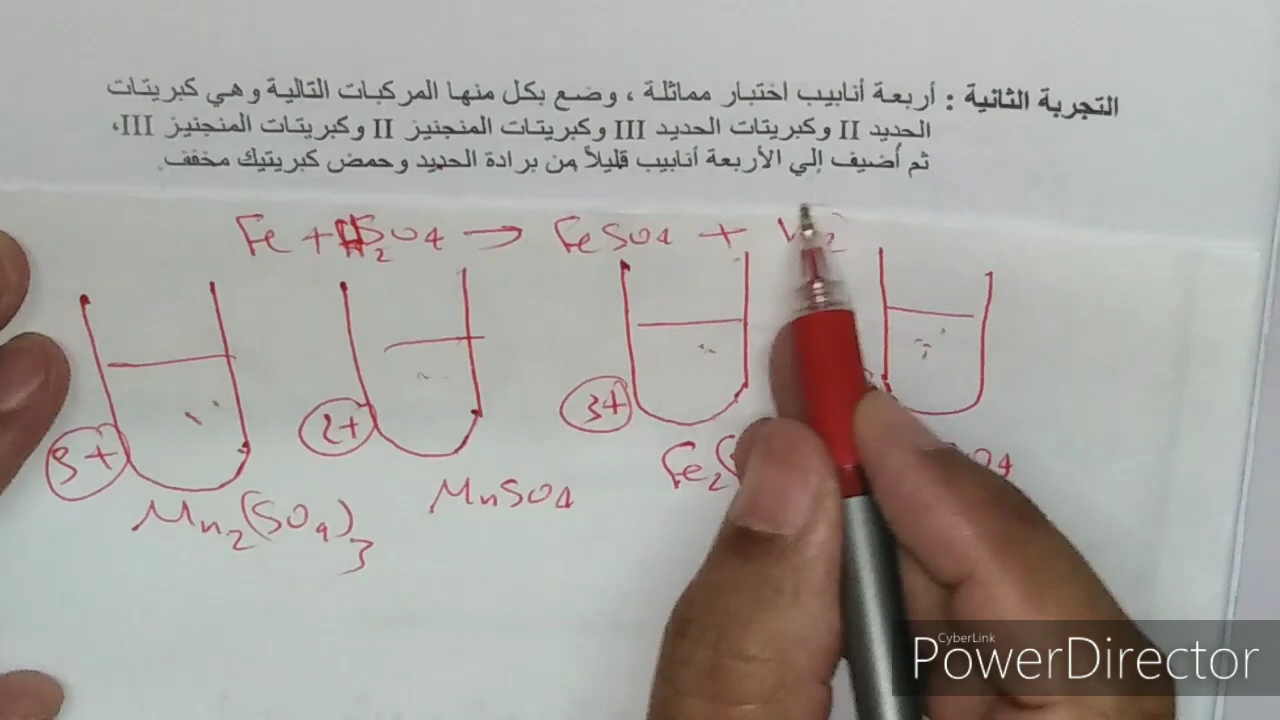 التجربة الثانية : أربعة أنابيب اختبار مماثلة ، وضع بكل منها المركبات التالية وهي كبريتات
الحديد II وكبريتات الحديد III وكبريتات المنجنيز II وكبريتات المنجنيز III،
ثم أضيف إلي الأربعة أنابيب قليلاً من برادة الحديد وحمض كبريتيك مخفف.
Fe + H2SO4 → FeSO4 +
3+ 2+ 3+
Mn2(SO4)3 MnSO4 Fe2
CyberLink
PowerDirector